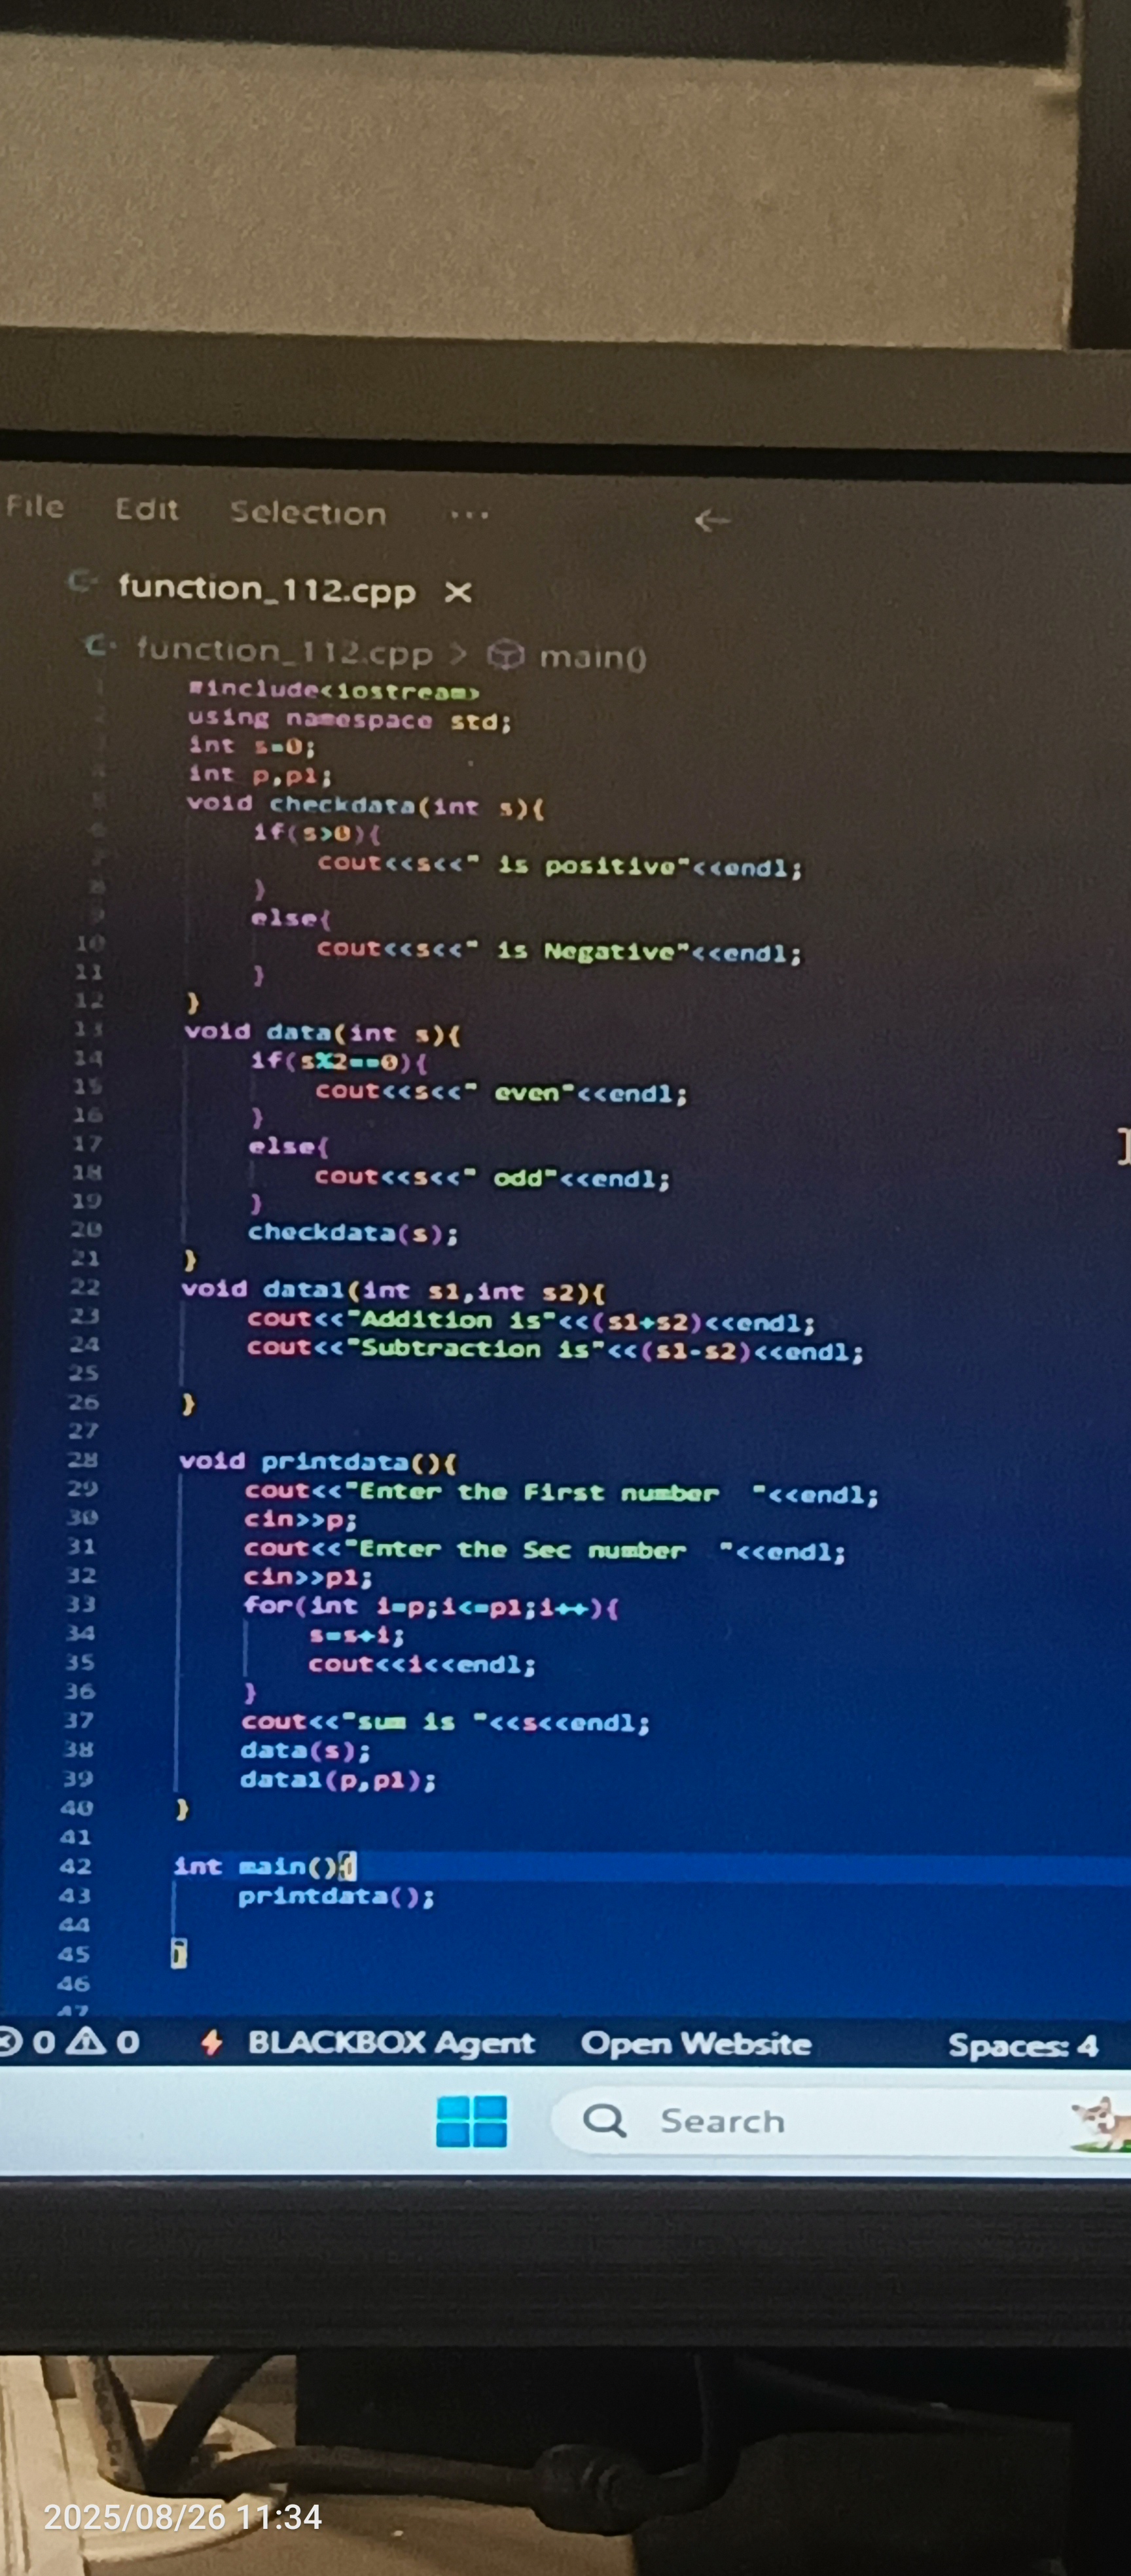 File Edit Selection ... ←
function_112.cpp ×
function_112.cpp > main()
#include<iostream>
using namespace std;
int s=0;
int p,p1;
void checkdata(int s){
if(s>0){
cout<<s<<" is positive"<<endl;
8 }
9 else{
10 cout<<s<<" is Negative"<<endl;
11 }
12 }
13 void data(int s){
14 if(s%2==0){
15 cout<<s<<" even"<<endl;
16 }
17 else{
18 cout<<s<<" odd"<<endl;
19 }
20 checkdata(s);
21 }
22 void data1(int s1,int s2){
23 cout<<"Addition is"<<(s1+s2)<<endl;
24 cout<<"Subtraction is"<<(s1-s2)<<endl;
25
26 }
27
28 void printdata(){
29 cout<<"Enter the First number  "<<endl;
30 cin>>p;
31 cout<<"Enter the Sec number  "<<endl;
32 cin>>p1;
33 for(int i=p;i<=p1;i++){
34 s=s+i;
35 cout<<i<<endl;
36 }
37 cout<<"sum is "<<s<<endl;
38 data(s);
39 data1(p,p1);
40 }
41
42 int main(){
43 printdata();
44
45 }
46
47
0 0 BLACKBOX Agent Open Website Spaces: 4
Search
2025/08/26 11:34